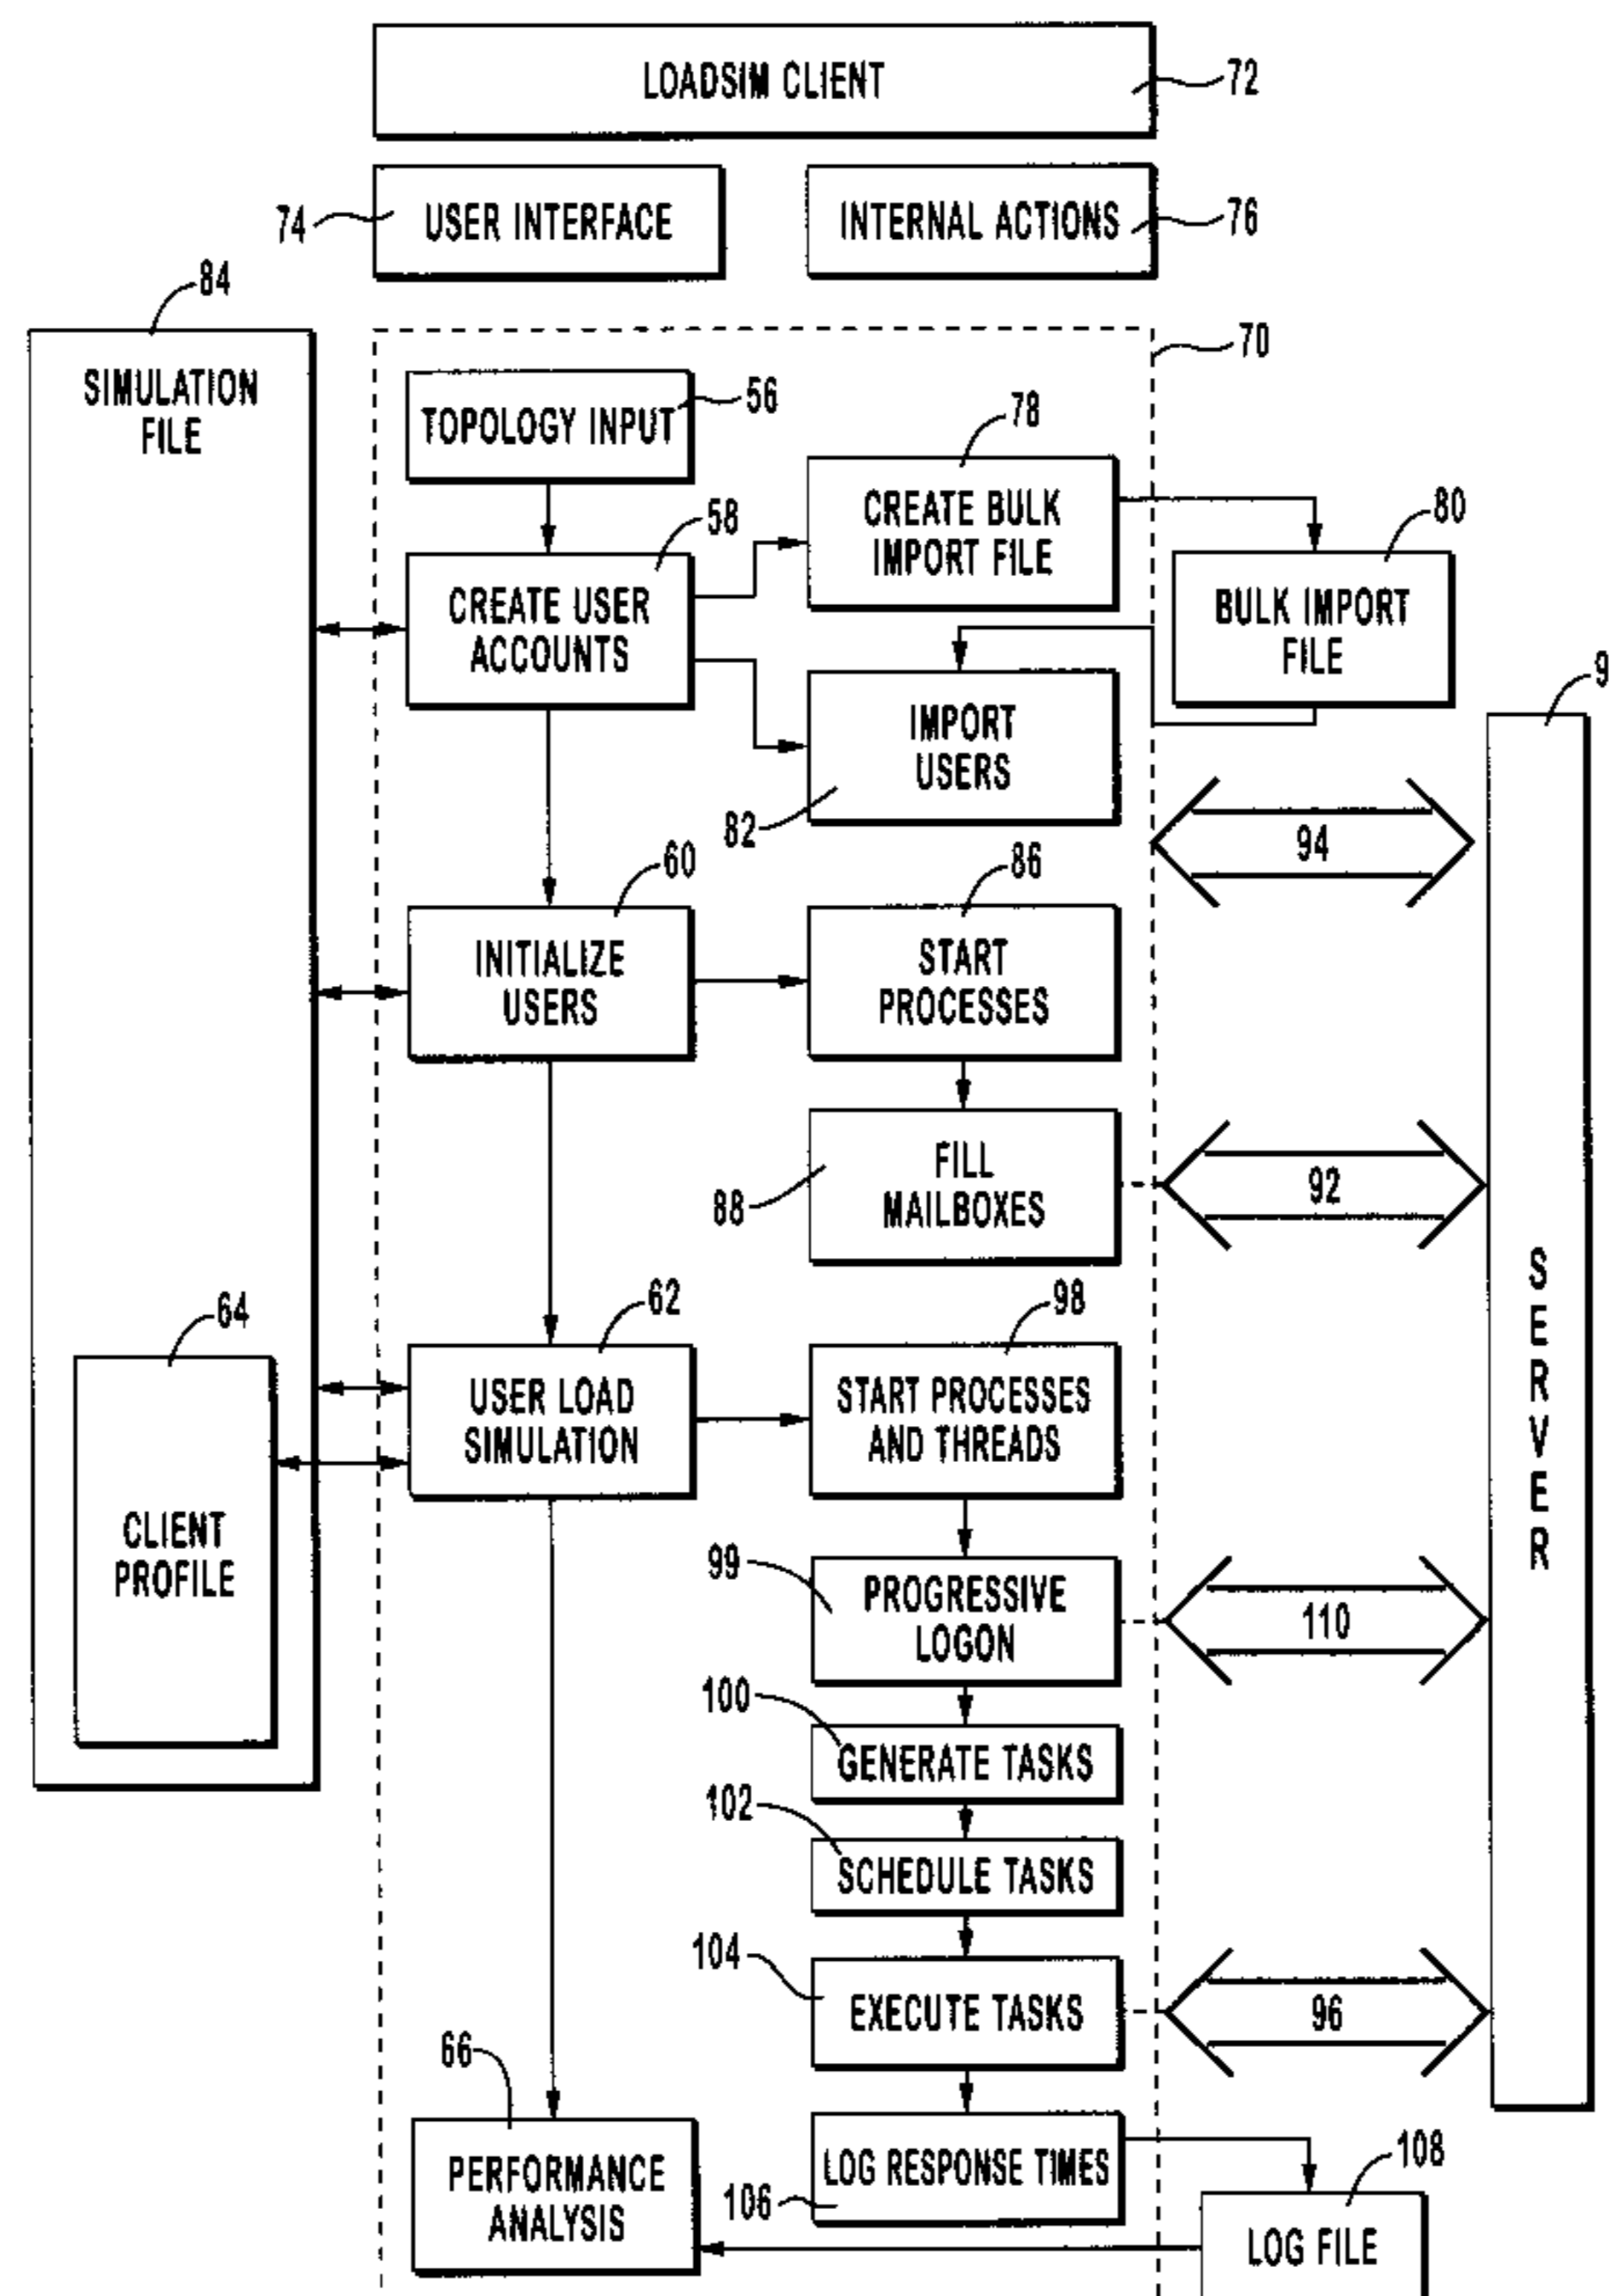 LOADSIM CLIENT
72
74
USER INTERFACE
INTERNAL ACTIONS
76
84
SIMULATION
FILE
70
TOPOLOGY INPUT
56
78
CREATE BULK
IMPORT FILE
80
BULK IMPORT
FILE
58
CREATE USER
ACCOUNTS
IMPORT
USERS
82
9
94
60
INITIALIZE
USERS
86
START
PROCESSES
FILL
MAILBOXES
88
92
SERVER
64
CLIENT
PROFILE
62
USER LOAD
SIMULATION
98
START PROCESSES
AND THREADS
99
PROGRESSIVE
LOGON
110
100
GENERATE TASKS
102
SCHEDULE TASKS
104
EXECUTE TASKS
96
66
PERFORMANCE
ANALYSIS
LOG RESPONSE TIMES
106
108
LOG FILE